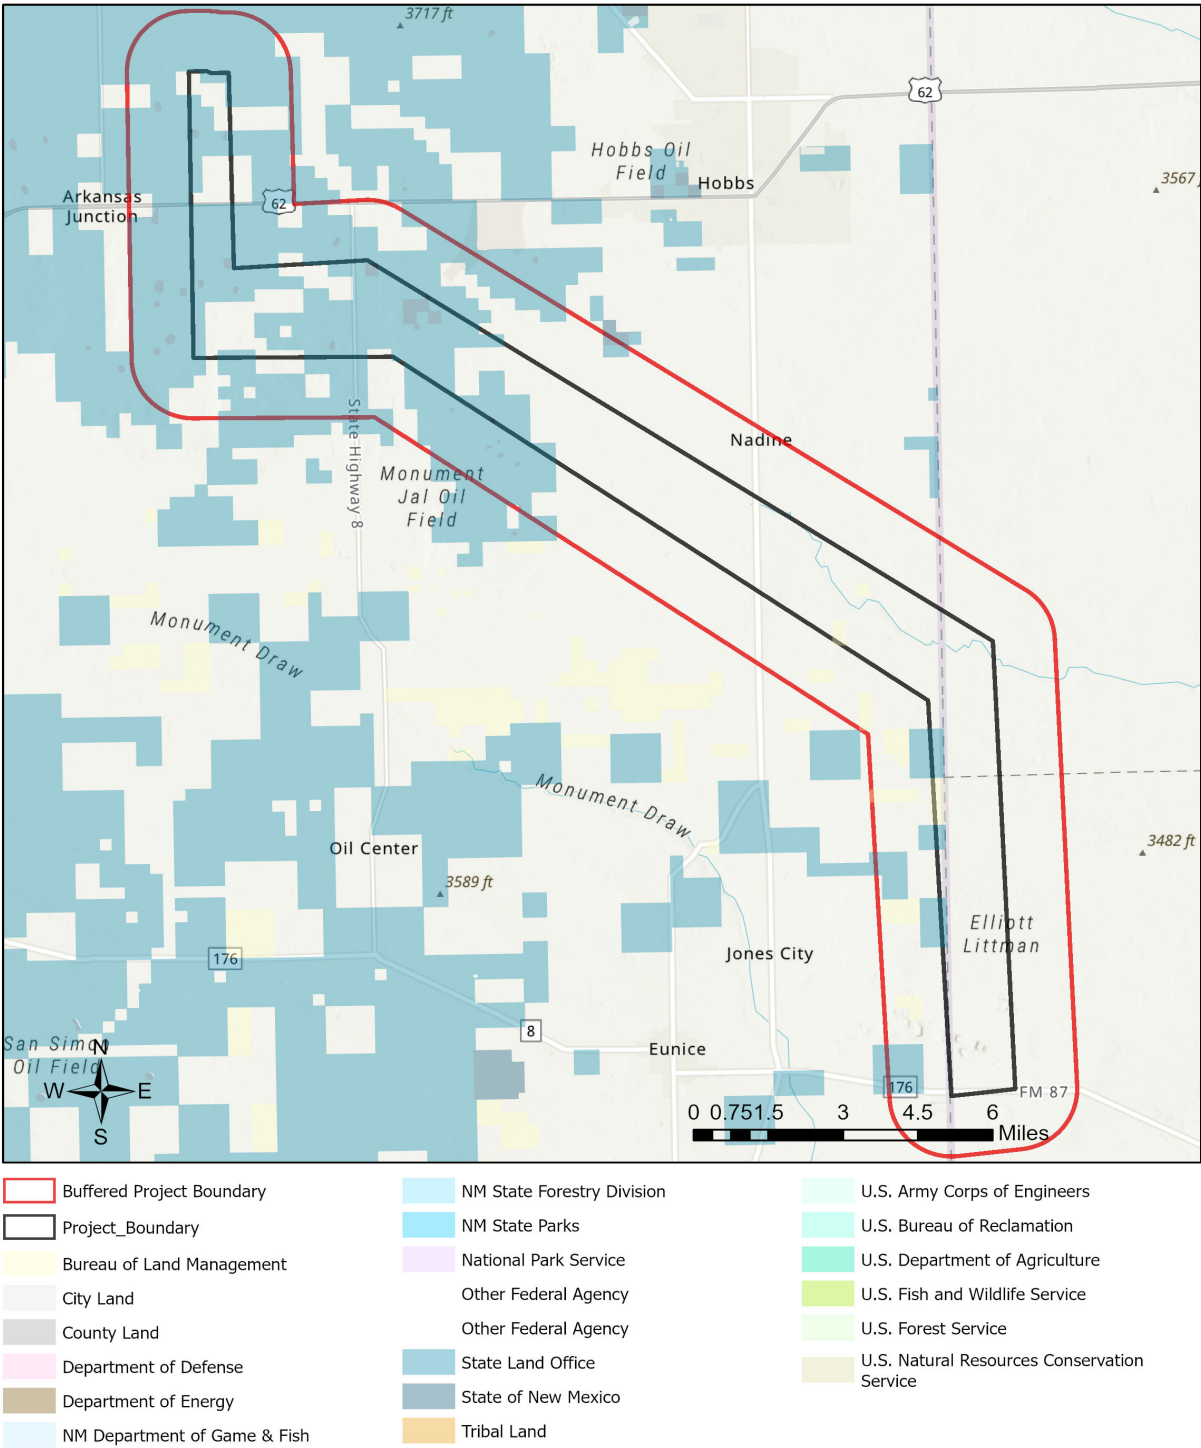 3717 ft
62
Hobbs Oil
Field
Hobbs
3567
Arkansas
Junction
62
State Highway 8
Nadine
Monument
Jal Oil
Field
Monument Draw
Monument Draw
Oil Center
3589 ft
3482 ft
Elliott
Littman
176
Jones City
8
Eunice
San Simon
Oil Field
N
W
E
S
176
FM 87
0 0.75 1.5 3 4.5 6
Miles
Buffered Project Boundary
Project_Boundary
Bureau of Land Management
City Land
County Land
Department of Defense
Department of Energy
NM Department of Game & Fish
NM State Forestry Division
NM State Parks
National Park Service
Other Federal Agency
Other Federal Agency
State Land Office
State of New Mexico
Tribal Land
U.S. Army Corps of Engineers
U.S. Bureau of Reclamation
U.S. Department of Agriculture
U.S. Fish and Wildlife Service
U.S. Forest Service
U.S. Natural Resources Conservation
Service